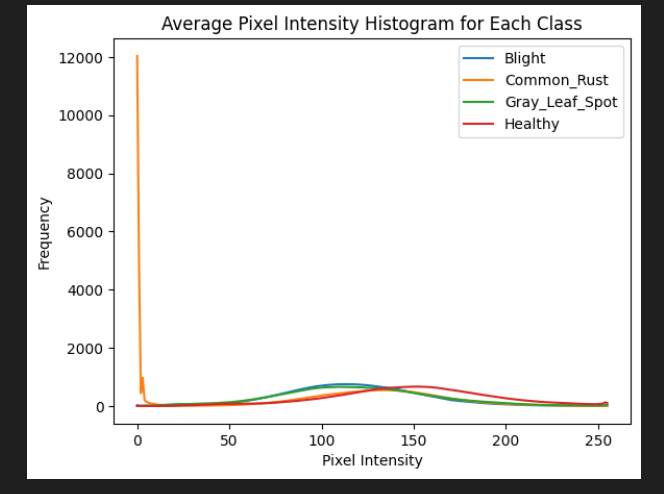 Average Pixel Intensity Histogram for Each Class
Blight
Common_Rust
Gray_Leaf_Spot
Healthy
12000
10000
8000
6000
4000
2000
0
Frequency
0 50 100 150 200 250
Pixel Intensity